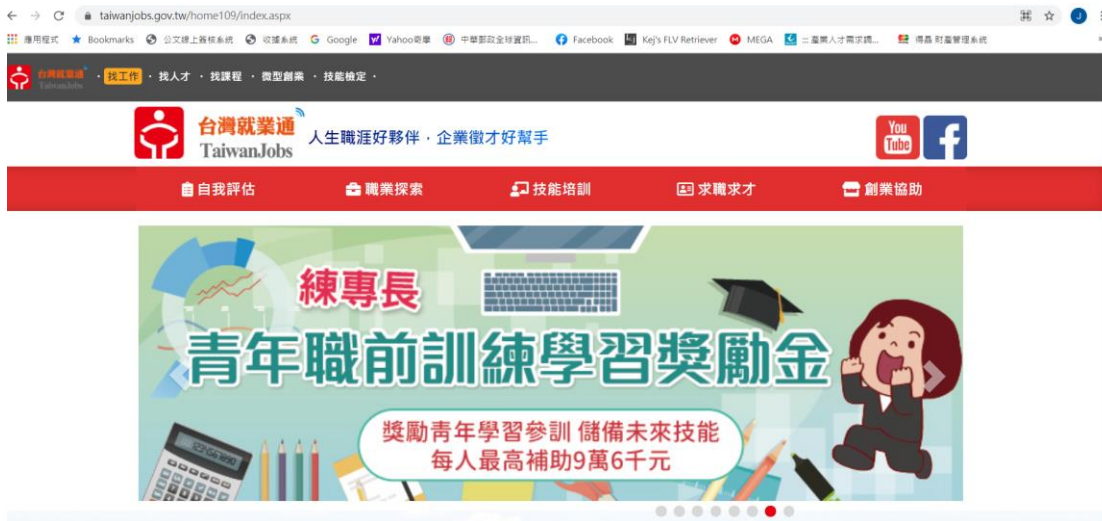 taiwanjobs.gov.tw/home109/index.aspx
應用程式 Bookmarks 公文線上簽核系統 收據系統 Google Yahoo奇摩 中華郵政全球資訊... Facebook Kej's FLV Retriever MEGA :: 產業人才需求調... 得昌 財產管理系統
台灣就業通 TaiwanJobs · 找工作 · 找人才 · 找課程 · 微型創業 · 技能檢定 ·
台灣就業通
TaiwanJobs
人生職涯好夥伴·企業徵才好幫手
You Tube f
自我評估 職業探索 技能培訓 求職求才 創業協助
練專長
青年職前訓練學習獎勵金
獎勵青年學習參訓 儲備未來技能
每人最高補助9萬6千元